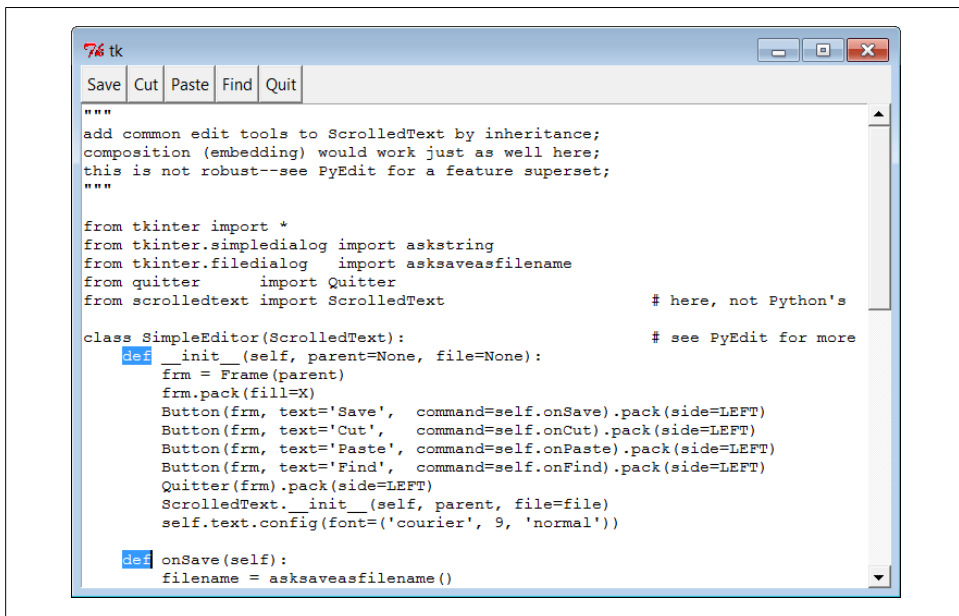 tk
Save Cut Paste Find Quit
"""
add common edit tools to ScrolledText by inheritance;
composition (embedding) would work just as well here;
this is not robust--see PyEdit for a feature superset;
"""

from tkinter import *
from tkinter.simpledialog import askstring
from tkinter.filedialog   import asksaveasfilename
from quitter      import Quitter
from scrolledtext import ScrolledText                     # here, not Python's

class SimpleEditor(ScrolledText):                         # see PyEdit for more
    def __init__(self, parent=None, file=None):
        frm = Frame(parent)
        frm.pack(fill=X)
        Button(frm, text='Save',  command=self.onSave).pack(side=LEFT)
        Button(frm, text='Cut',   command=self.onCut).pack(side=LEFT)
        Button(frm, text='Paste', command=self.onPaste).pack(side=LEFT)
        Button(frm, text='Find',  command=self.onFind).pack(side=LEFT)
        Quitter(frm).pack(side=LEFT)
        ScrolledText.__init__(self, parent, file=file)
        self.text.config(font=('courier', 9, 'normal'))

    def onSave(self):
        filename = asksaveasfilename()